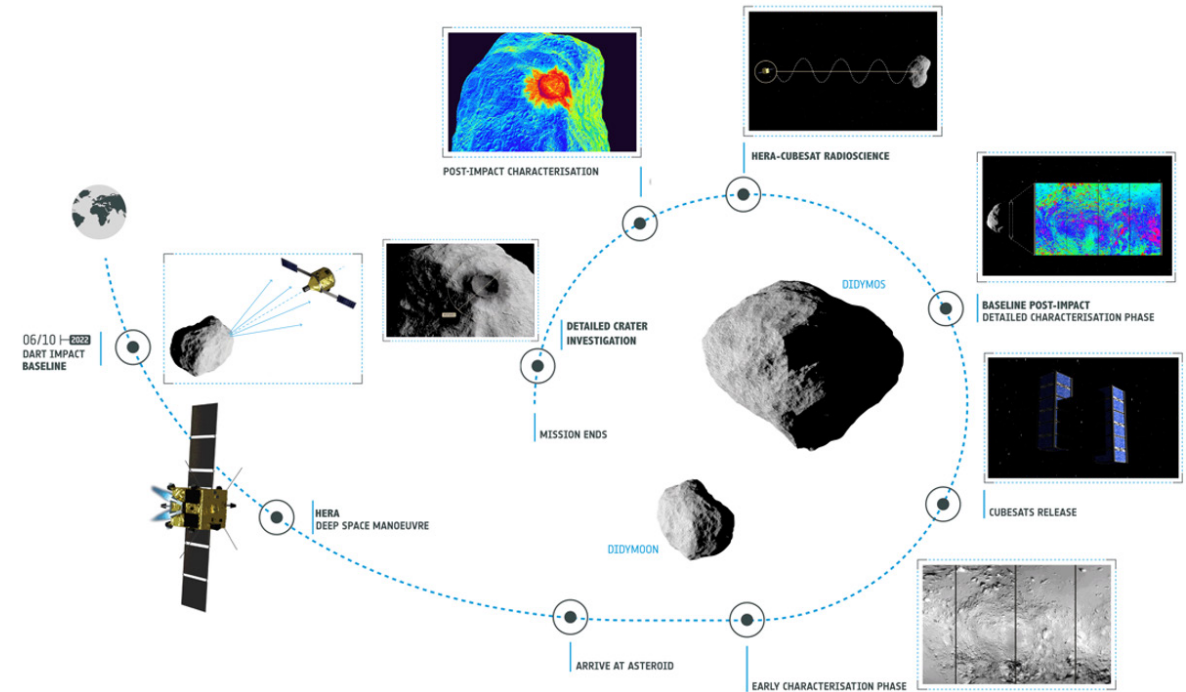 06/10 2022
DART IMPACT
BASELINE
HERA
DEEP SPACE MANOEUVRE
ARRIVE AT ASTEROID
EARLY CHARACTERISATION PHASE
CUBESATS RELEASE
BASELINE POST-IMPACT
DETAILED CHARACTERISATION PHASE
HERA-CUBESAT RADIOSCIENCE
POST-IMPACT CHARACTERISATION
DETAILED CRATER
INVESTIGATION
MISSION ENDS
DIDYMOS
DIDYMOON